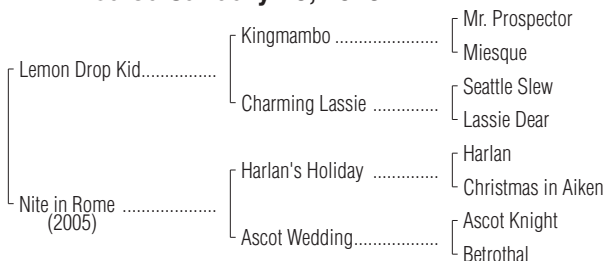 Kingmambo .................... Mr. Prospector
Miesque
Lemon Drop Kid...............
Charming Lassie .............. Seattle Slew
Lassie Dear
Harlan's Holiday .............. Harlan
Christmas in Aiken
Nite in Rome ....................
(2005)
Ascot Wedding................. Ascot Knight
Betrothal